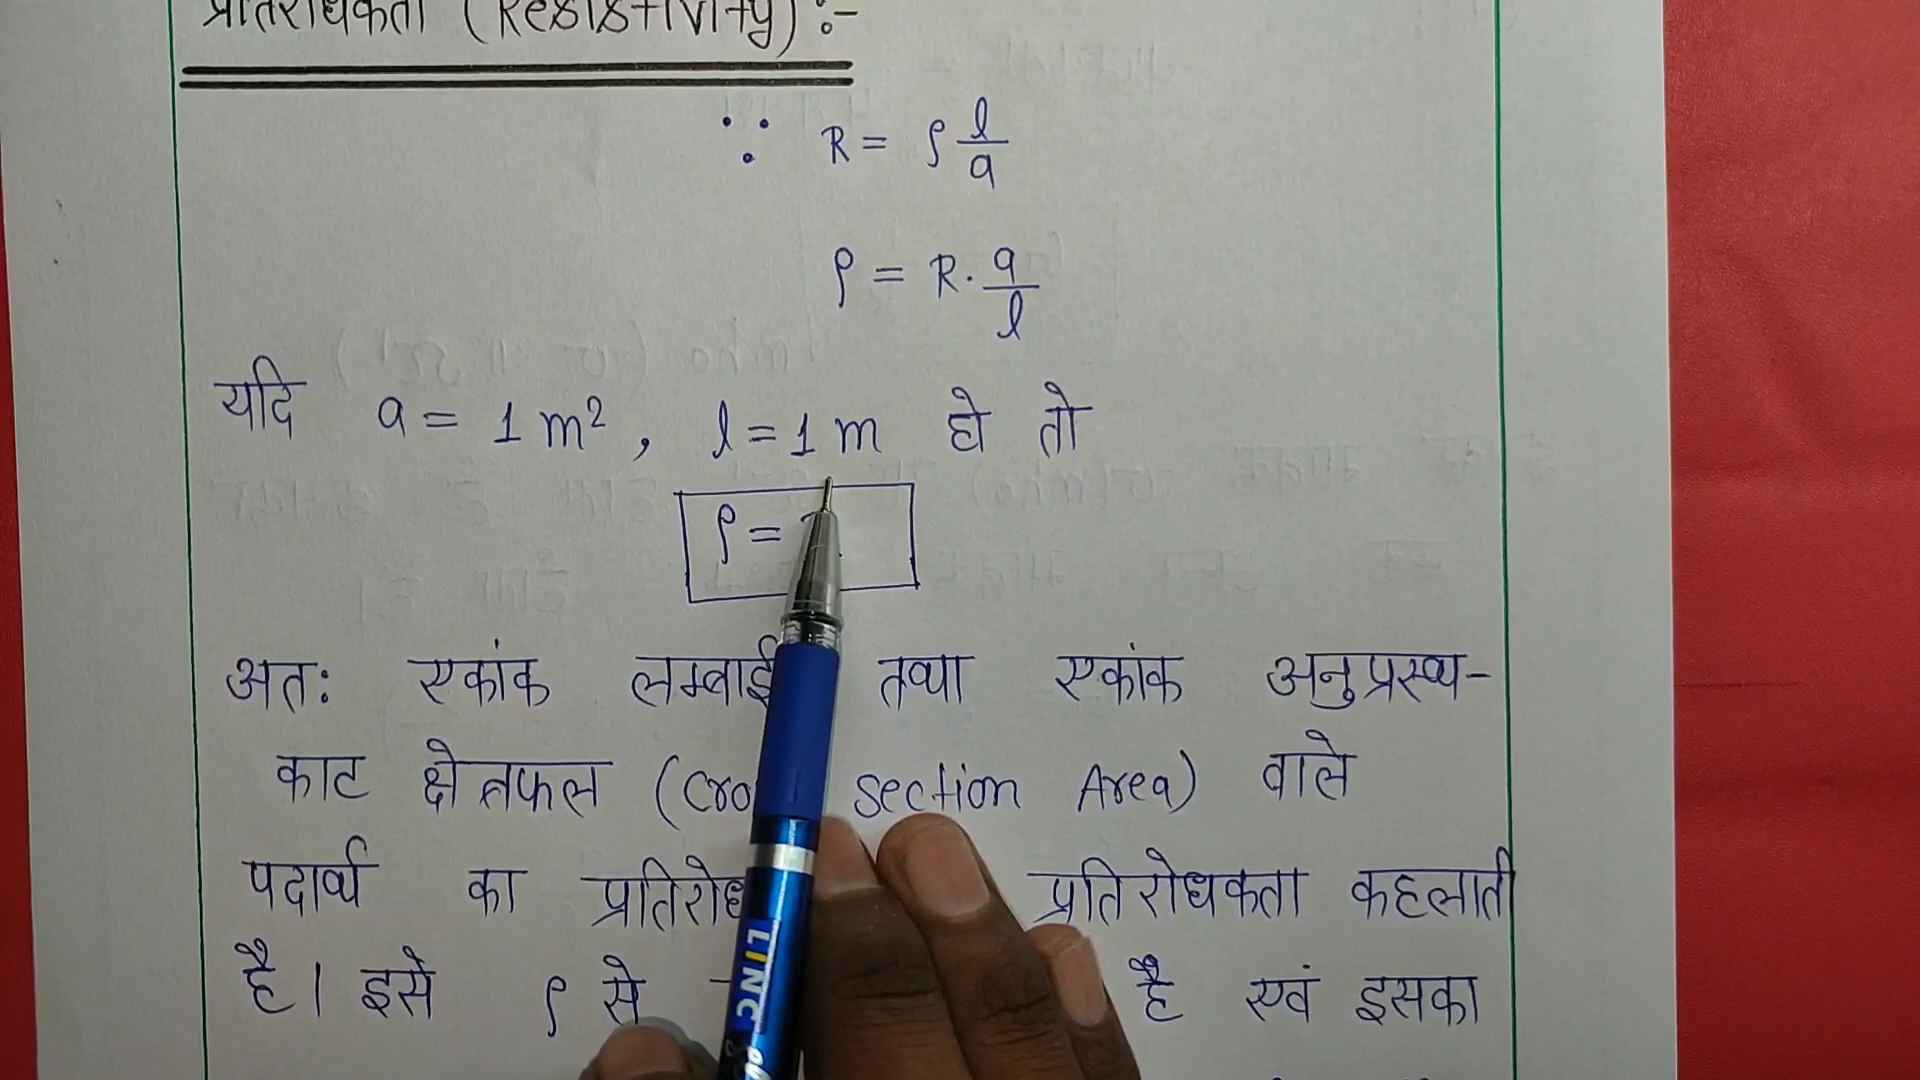 प्रतिरोधकता (Resistivity) :-
∵ R = ρ l/a
ρ = R. a/l
यदि a = 1 m², l = 1 m हो तो
ρ =
अत: एकांक लम्बाई तथा एकांक अनुप्रस्थ-
काट क्षेत्रफल (Cro section Area) वाले
पदार्थ का प्रतिरोध प्रतिरोधकता कहलाती
है। इसे ρ से है एवं इसका
LINC